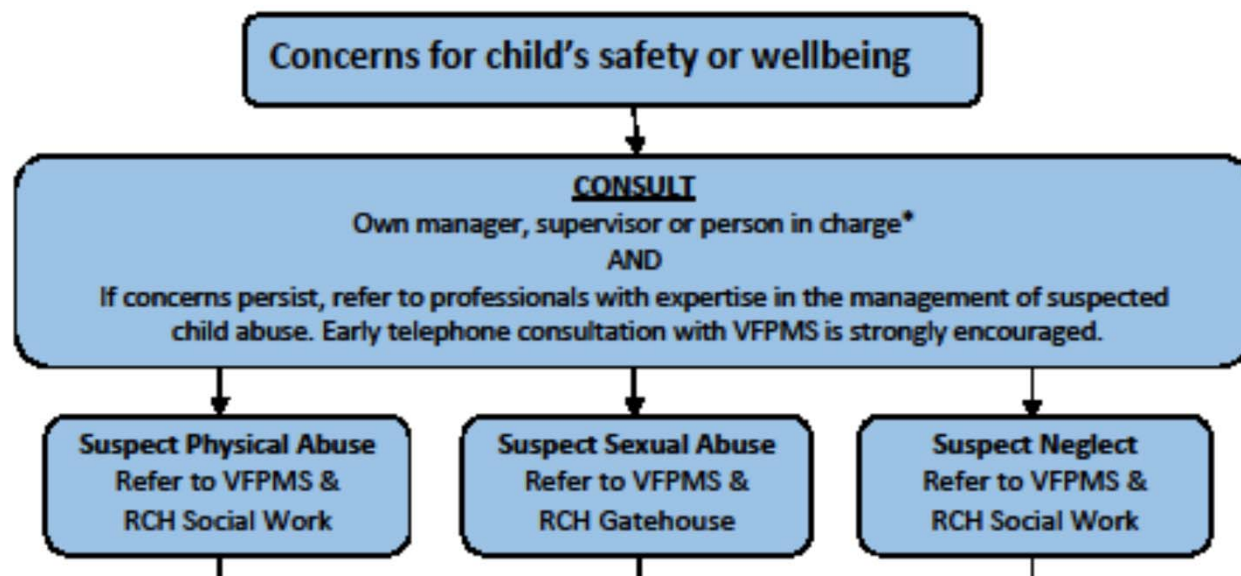 Concerns for child's safety or wellbeing
CONSULT
Own manager, supervisor or person in charge*
AND
If concerns persist, refer to professionals with expertise in the management of suspected
child abuse. Early telephone consultation with VFPMS is strongly encouraged.
Suspect Physical Abuse
Refer to VFPMS &
RCH Social Work
Suspect Sexual Abuse
Refer to VFPMS &
RCH Gatehouse
Suspect Neglect
Refer to VFPMS &
RCH Social Work